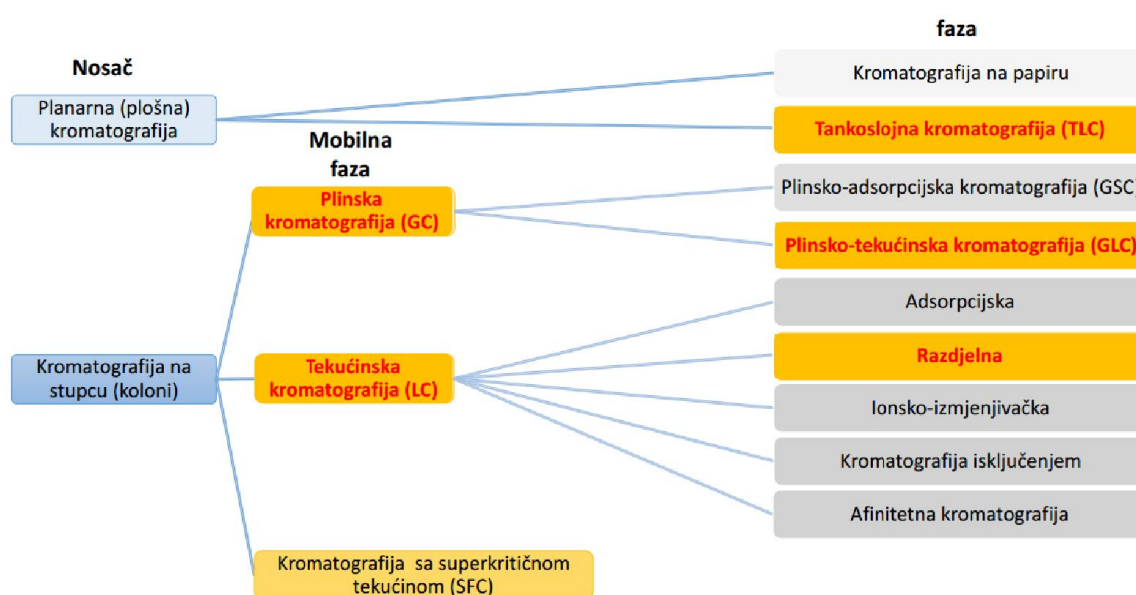 faza
Nosač
Kromatografija na papiru
Planarna (plošna)
kromatografija
Tankoslojna kromatografija (TLC)
Mobilna
faza
Plinska
kromatografija (GC)
Plinsko-adsorpcijska kromatografija (GSC)
Plinsko-tekućinska kromatografija (GLC)
Adsorpcijska
Kromatografija na
stupcu (koloni)
Tekućinska
kromatografija (LC)
Razdjelna
Ionsko-izmjenjivačka
Kromatografija isključenjem
Afinitetna kromatografija
Kromatografija  sa superkritičnom
tekućinom (SFC)